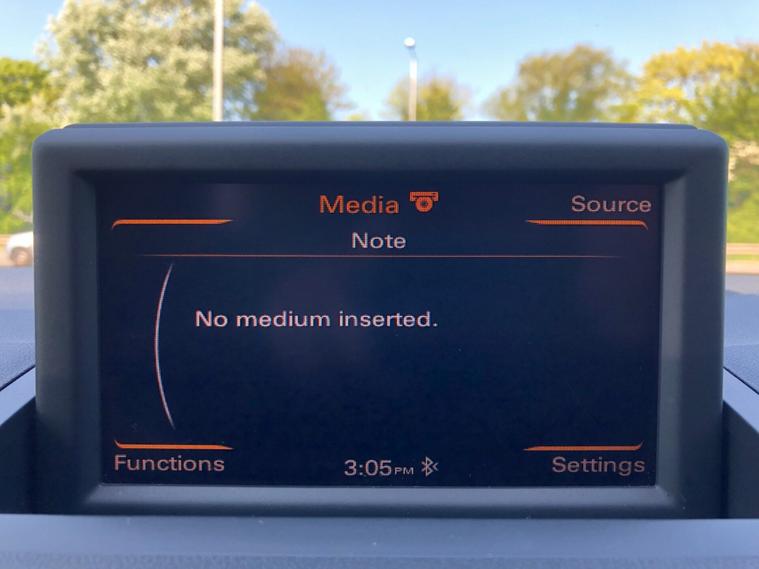 Media
Source
Note
No medium inserted.
Functions
3:05PM
Settings